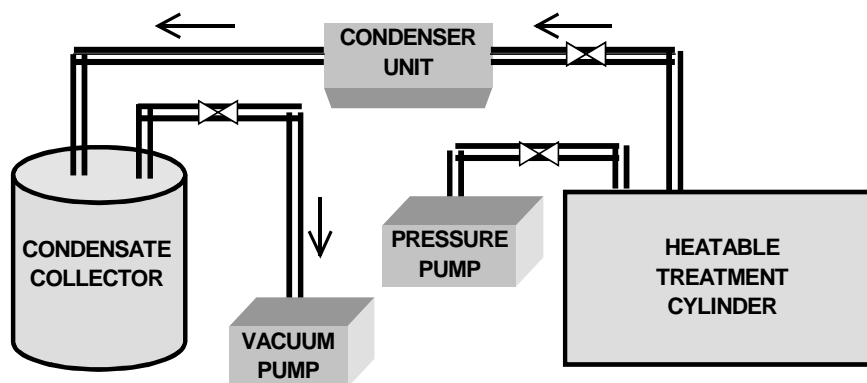 CONDENSER
UNIT
CONDENSATE
COLLECTOR
PRESSURE
PUMP
HEATABLE
TREATMENT
CYLINDER
VACUUM
PUMP